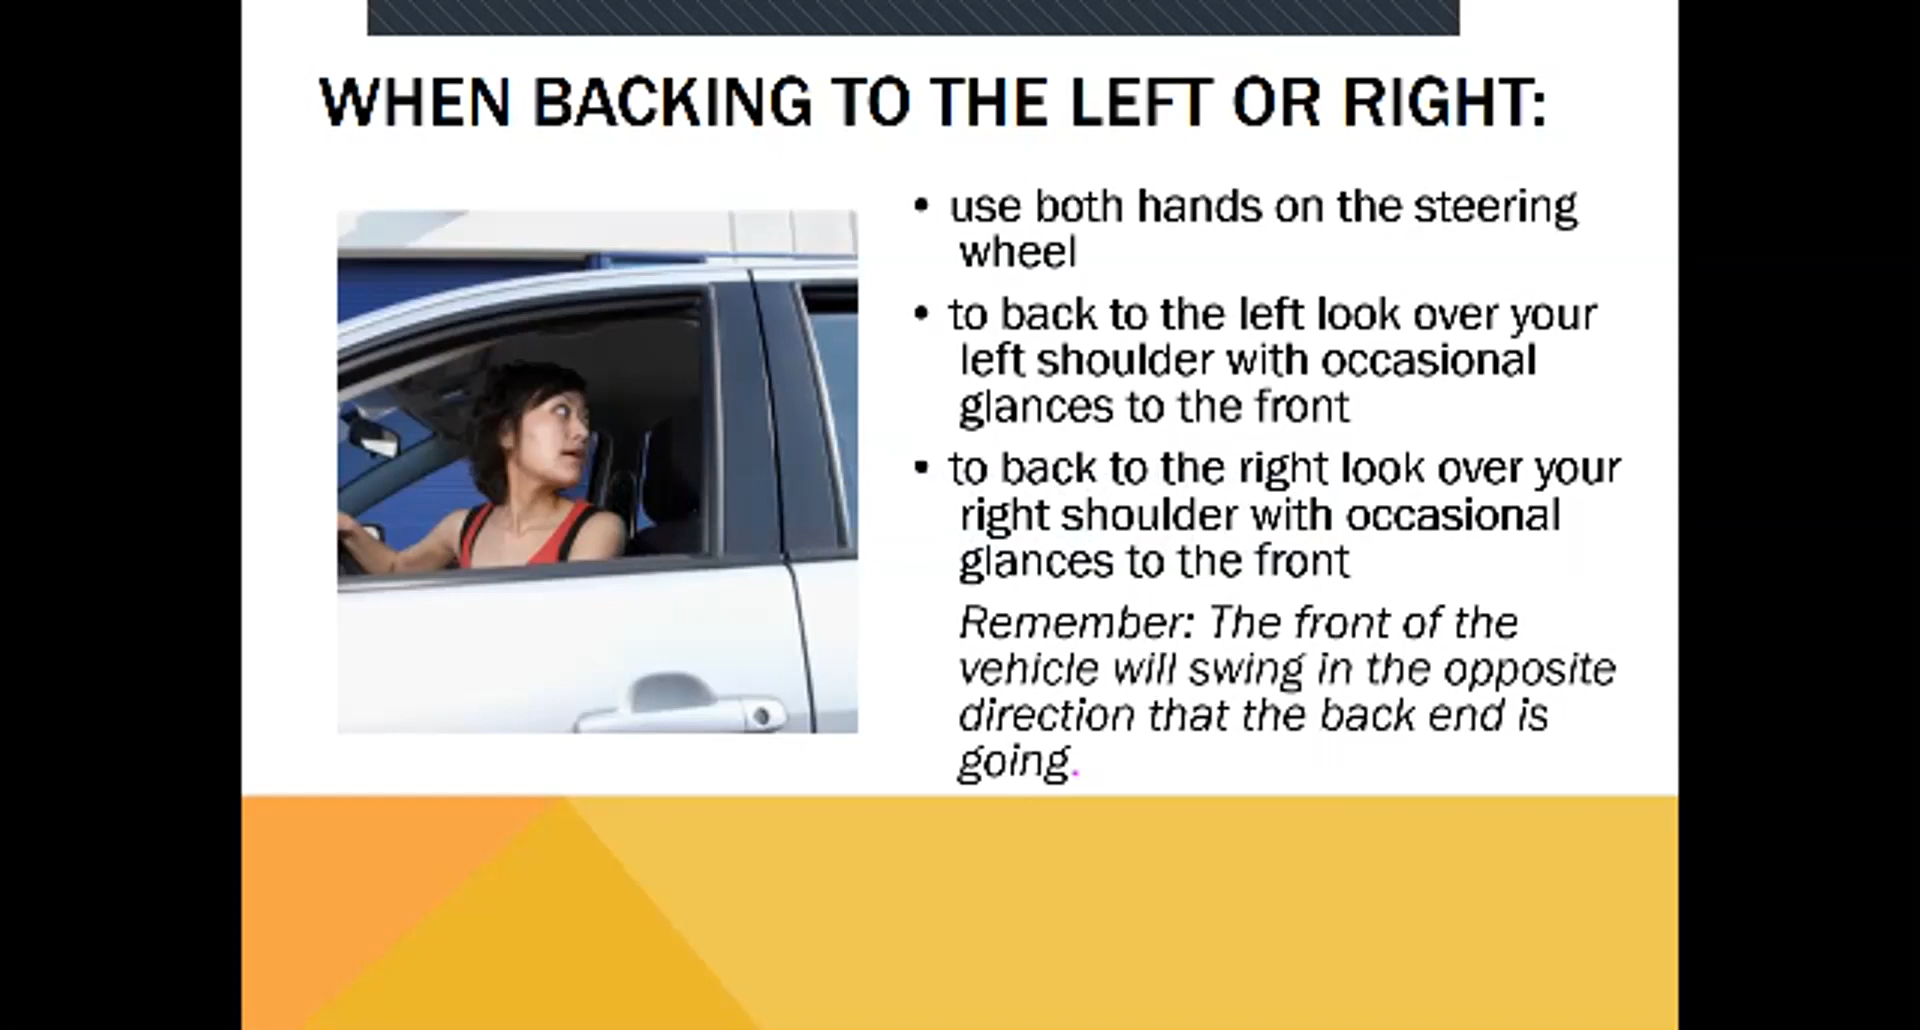 WHEN BACKING TO THE LEFT OR RIGHT:
• use both hands on the steering
wheel
• to back to the left look over your
left shoulder with occasional
glances to the front
• to back to the right look over your
right shoulder with occasional
glances to the front
Remember: The front of the
vehicle will swing in the opposite
direction that the back end is
going.